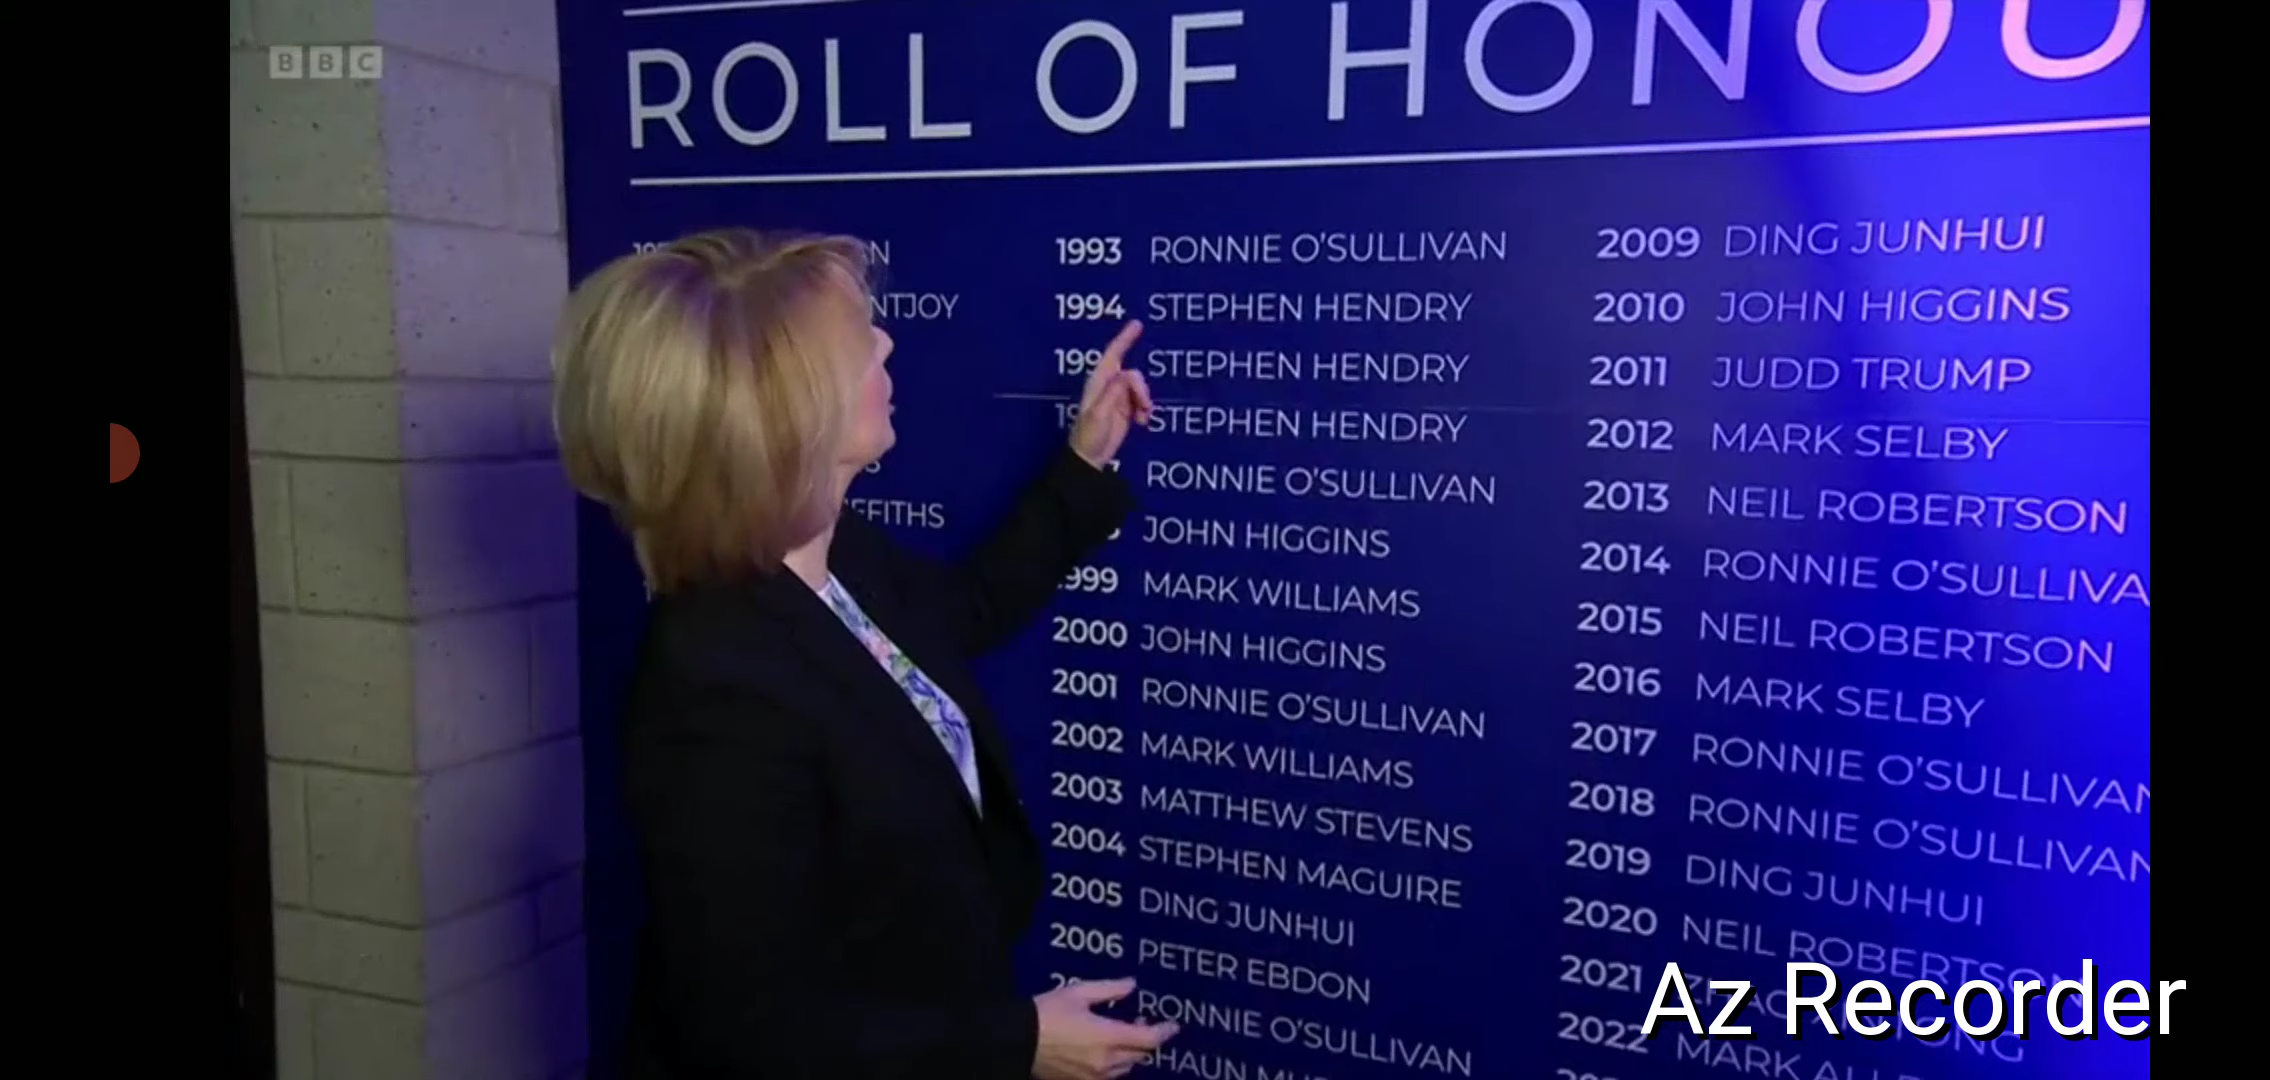 BBC
ROLL OF HONOU
1993 RONNIE O'SULLIVAN
1994 STEPHEN HENDRY
STEPHEN HENDRY
STEPHEN HENDRY
RONNIE O'SULLIVAN
JOHN HIGGINS
999 MARK WILLIAMS
2000 JOHN HIGGINS
2001 RONNIE O'SULLIVAN
2002 MARK WILLIAMS
2003 MATTHEW STEVENS
2004 STEPHEN MAGUIRE
2005 DING JUNHUI
2006 PETER EBDON
RONNIE O'SULLIVAN
SHAUN
2009 DING JUNHUI
2010 JOHN HIGGINS
2011 JUDD TRUMP
2012 MARK SELBY
2013 NEIL ROBERTSON
2014 RONNIE O'SULLIVA
2015 NEIL ROBERTSON
2016 MARK SELBY
2017 RONNIE O'SULLIVAN
2018 RONNIE O'SULLIVAN
2019 DING JUNHUI
2020 NEIL ROBERTSON
2021
2022 MARK
Az Recorder